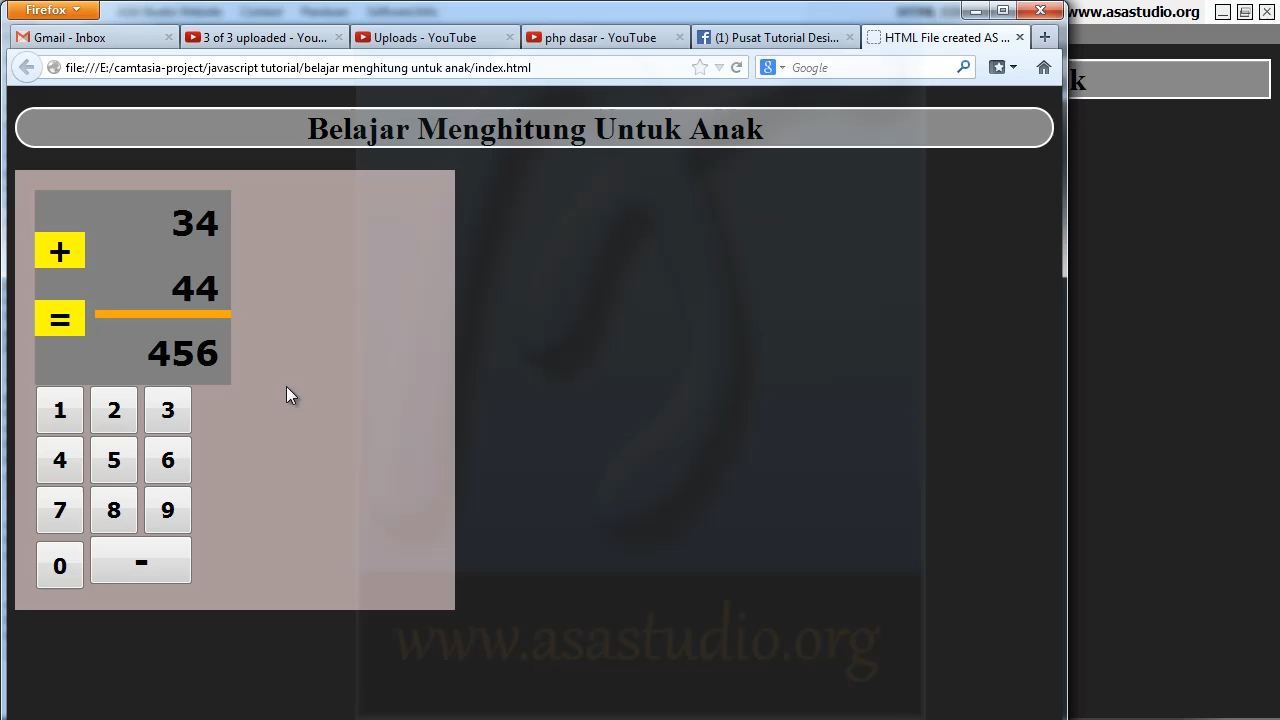 Firefox
www.asastudio.org
Gmail - Inbox
3 of 3 uploaded - You...
Uploads - YouTube
php dasar - YouTube
(1) Pusat Tutorial Desi...
HTML File created AS ...
file:///E:/camtasia-project/javascript tutorial/belajar menghitung untuk anak/index.html
Google
k
Belajar Menghitung Untuk Anak
34
+
44
=
456
1 2 3
4 5 6
7 8 9
0 -
www.asastudio.org